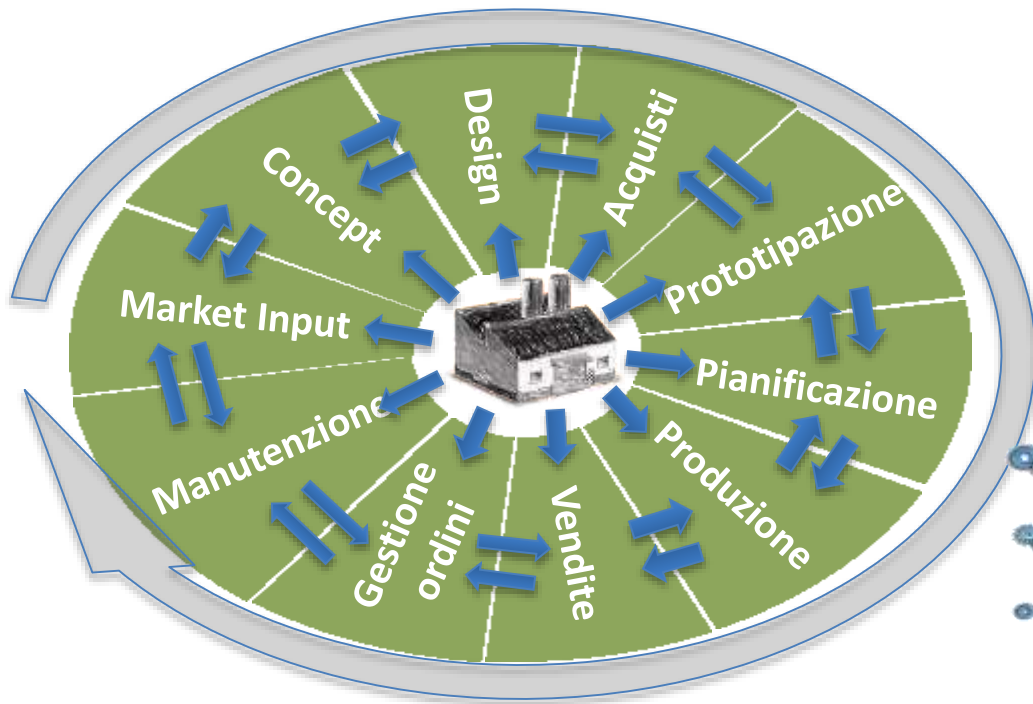 Market Input
Concept
Design
Acquisti
Prototipazione
Pianificazione
Produzione
Vendite
Gestione
ordini
Manutenzione